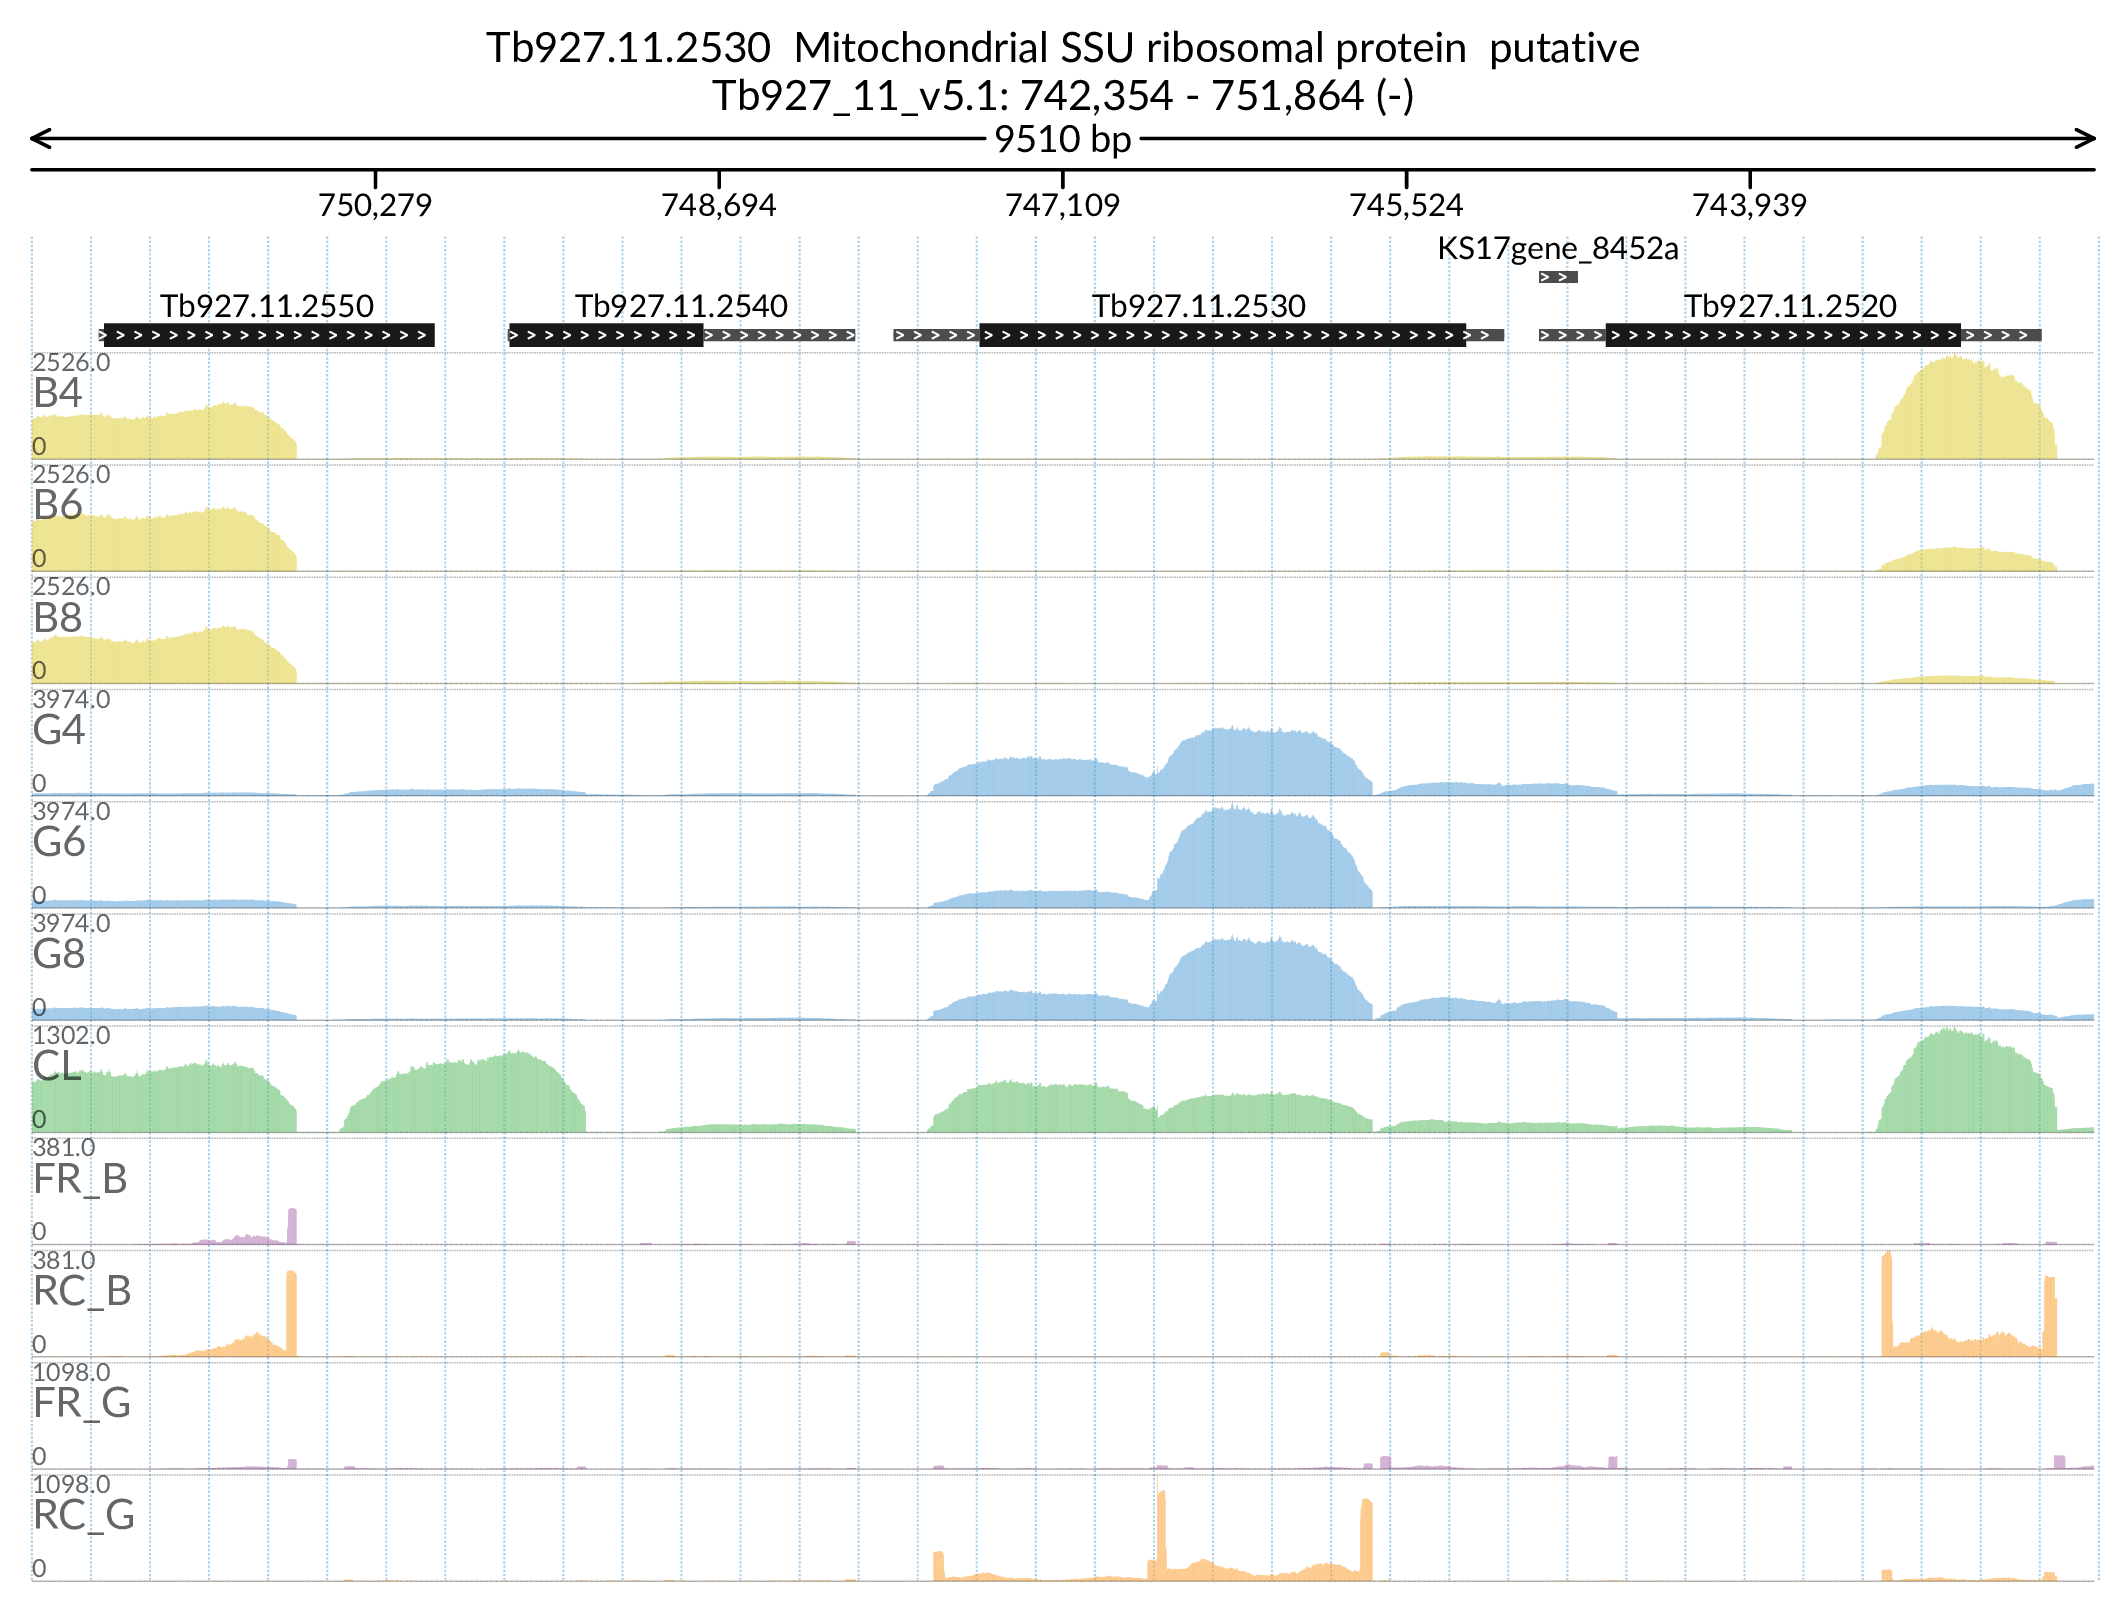 Tb927.11.2530  Mitochondrial SSU ribosomal protein  putative
Tb927_11_v5.1: 742,354 - 751,864 (-)
9510 bp
750,279 748,694 747,109 745,524 743,939
KS17gene_8452a
Tb927.11.2550 Tb927.11.2540 Tb927.11.2530 Tb927.11.2520
2526.0
B4
0
2526.0
B6
0
2526.0
B8
0
3974.0
G4
0
3974.0
G6
0
3974.0
G8
0
1302.0
CL
0
381.0
FR_B
0
381.0
RC_B
0
1098.0
FR_G
0
1098.0
RC_G
0